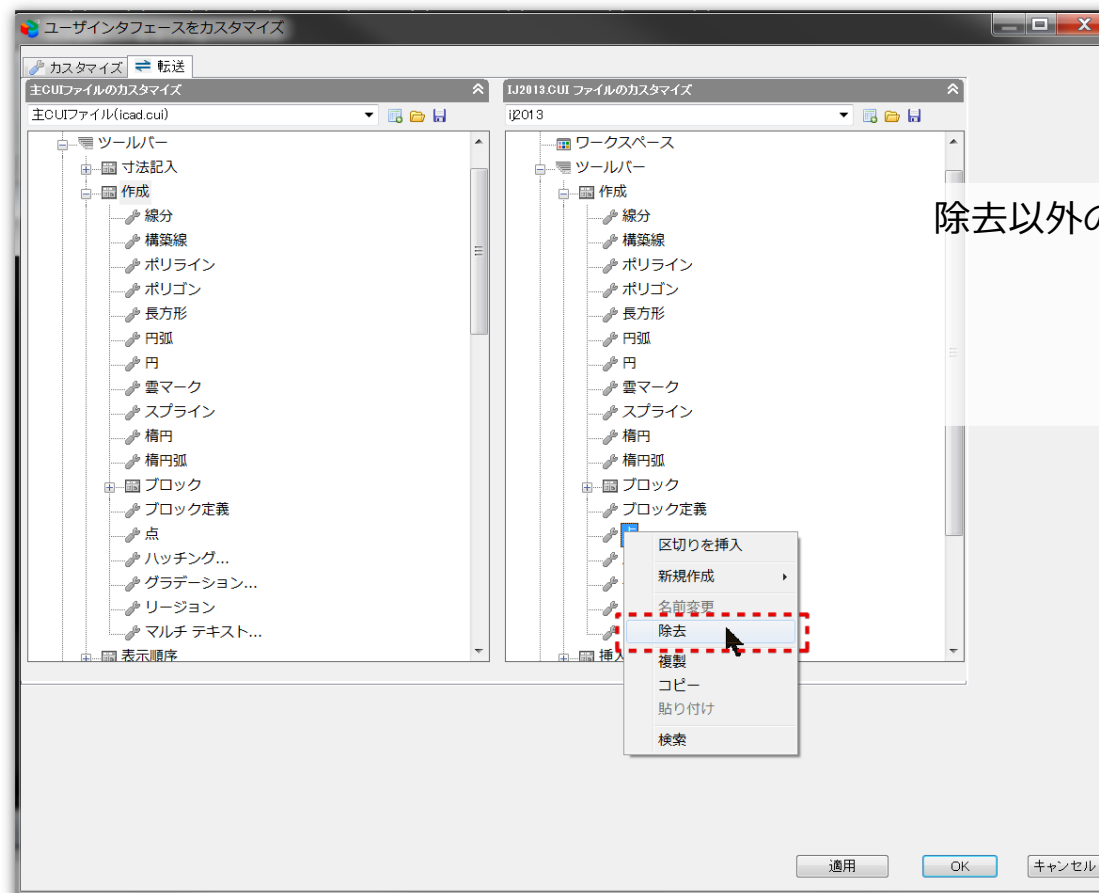 ユーザインタフェースをカスタマイズ
カスタマイズ
転送
主CUIファイルのカスタマイズ
主CUIファイル(icad.cui)
ツールバー
寸法記入
作成
線分
構築線
ポリライン
ポリゴン
長方形
円弧
円
雲マーク
スプライン
楕円
楕円弧
ブロック
ブロック定義
点
ハッチング...
グラデーション...
リージョン
マルチ テキスト...
表示順序
IJ2013.CUI ファイルのカスタマイズ
ij2013
ワークスペース
ツールバー
作成
線分
構築線
ポリライン
ポリゴン
長方形
円弧
円
雲マーク
スプライン
楕円
楕円弧
ブロック
ブロック定義
挿入
区切りを挿入
新規作成
名前変更
除去
複製
コピー
貼り付け
検索
除去以外の
適用
OK
キャンセル